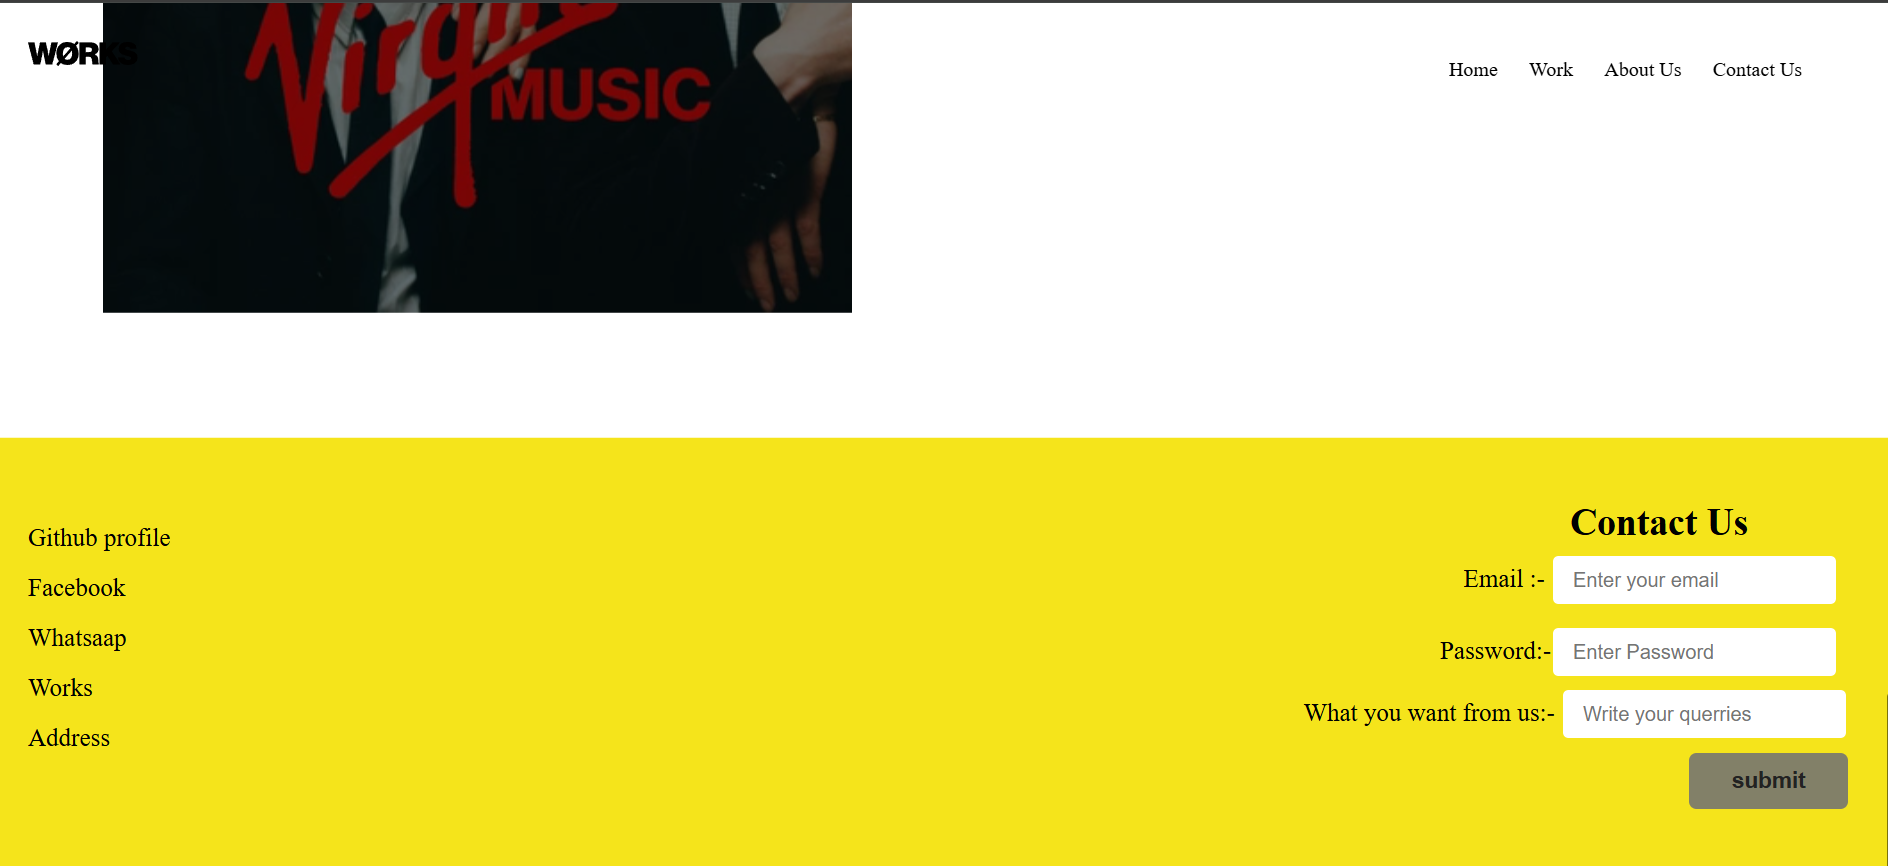 WØRKS
Virgin
MUSIC
Home Work About Us Contact Us
Github profile
Facebook
Whatsaap
Works
Address
Contact Us
Email :- Enter your email
Password:- Enter Password
What you want from us:- Write your querries
submit